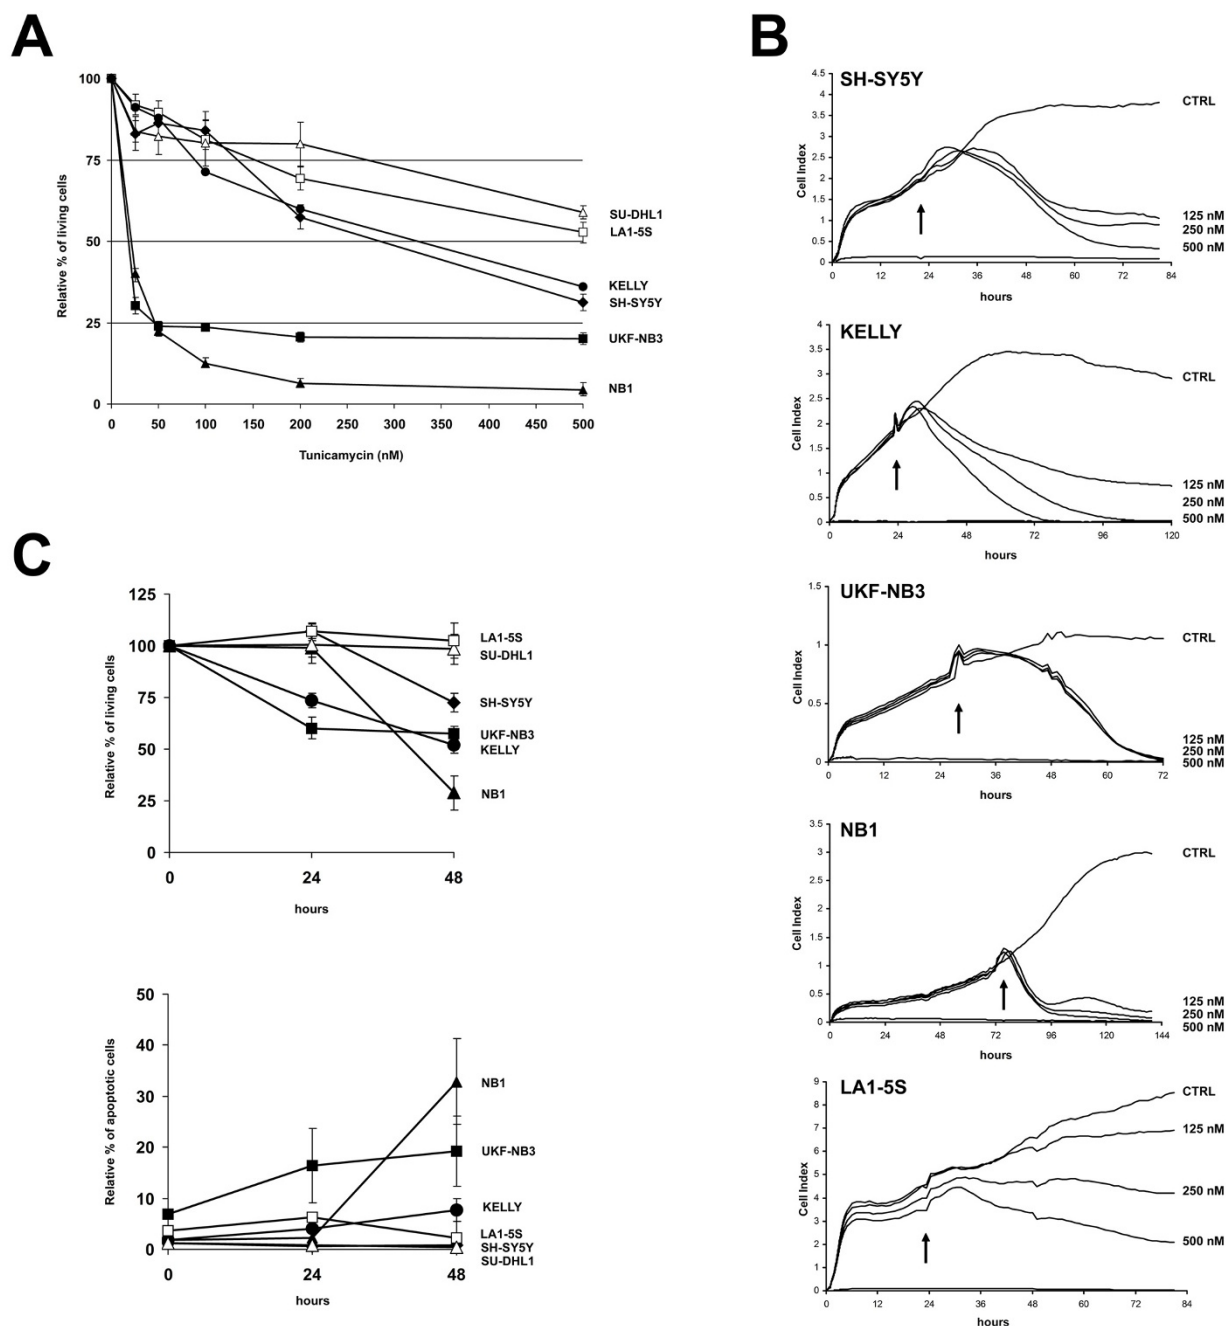 A
Relative % of living cells
100
75
50
25
0
0 50 100 150 200 250 300 350 400 450 500
Tunicamycin (nM)
SU-DHL1
LA1-5S
KELLY
SH-SY5Y
UKF-NB3
NB1
B
SH-SY5Y
Cell Index
4.5
4
3.5
3
2.5
2
1.5
1
0.5
0
0 12 24 36 48 60 72 84
hours
CTRL
125 nM
250 nM
500 nM
KELLY
Cell Index
4
3.5
3
2.5
2
1.5
1
0.5
0
0 24 48 72 96 120
hours
CTRL
125 nM
250 nM
500 nM
UKF-NB3
Cell Index
1.5
1
0.5
0
0 12 24 36 48 60 72
hours
CTRL
125 nM
250 nM
500 nM
NB1
Cell Index
3.5
3
2.5
2
1.5
1
0.5
0
0 24 48 72 96 120 144
hours
CTRL
125 nM
250 nM
500 nM
LA1-5S
Cell Index
9
8
7
6
5
4
3
2
1
0
0 12 24 36 48 60 72 84
hours
CTRL
125 nM
250 nM
500 nM
C
Relative % of living cells
125
100
75
50
25
0
0 24 48
hours
LA1-5S
SU-DHL1
SH-SY5Y
UKF-NB3
KELLY
NB1
Relative % of apoptotic cells
50
40
30
20
10
0
0 24 48
hours
NB1
UKF-NB3
KELLY
LA1-5S
SH-SY5Y
SU-DHL1